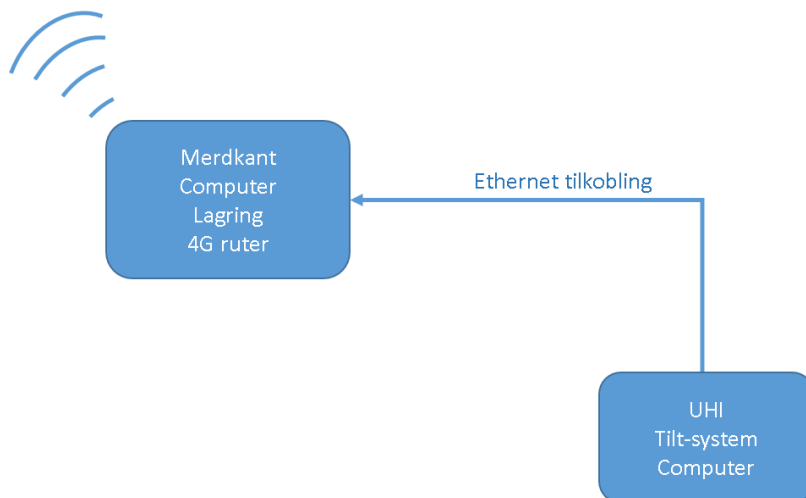 Merdkant
Computer
Lagring
4G ruter
Ethernet tilkobling
UHI
Tilt-system
Computer